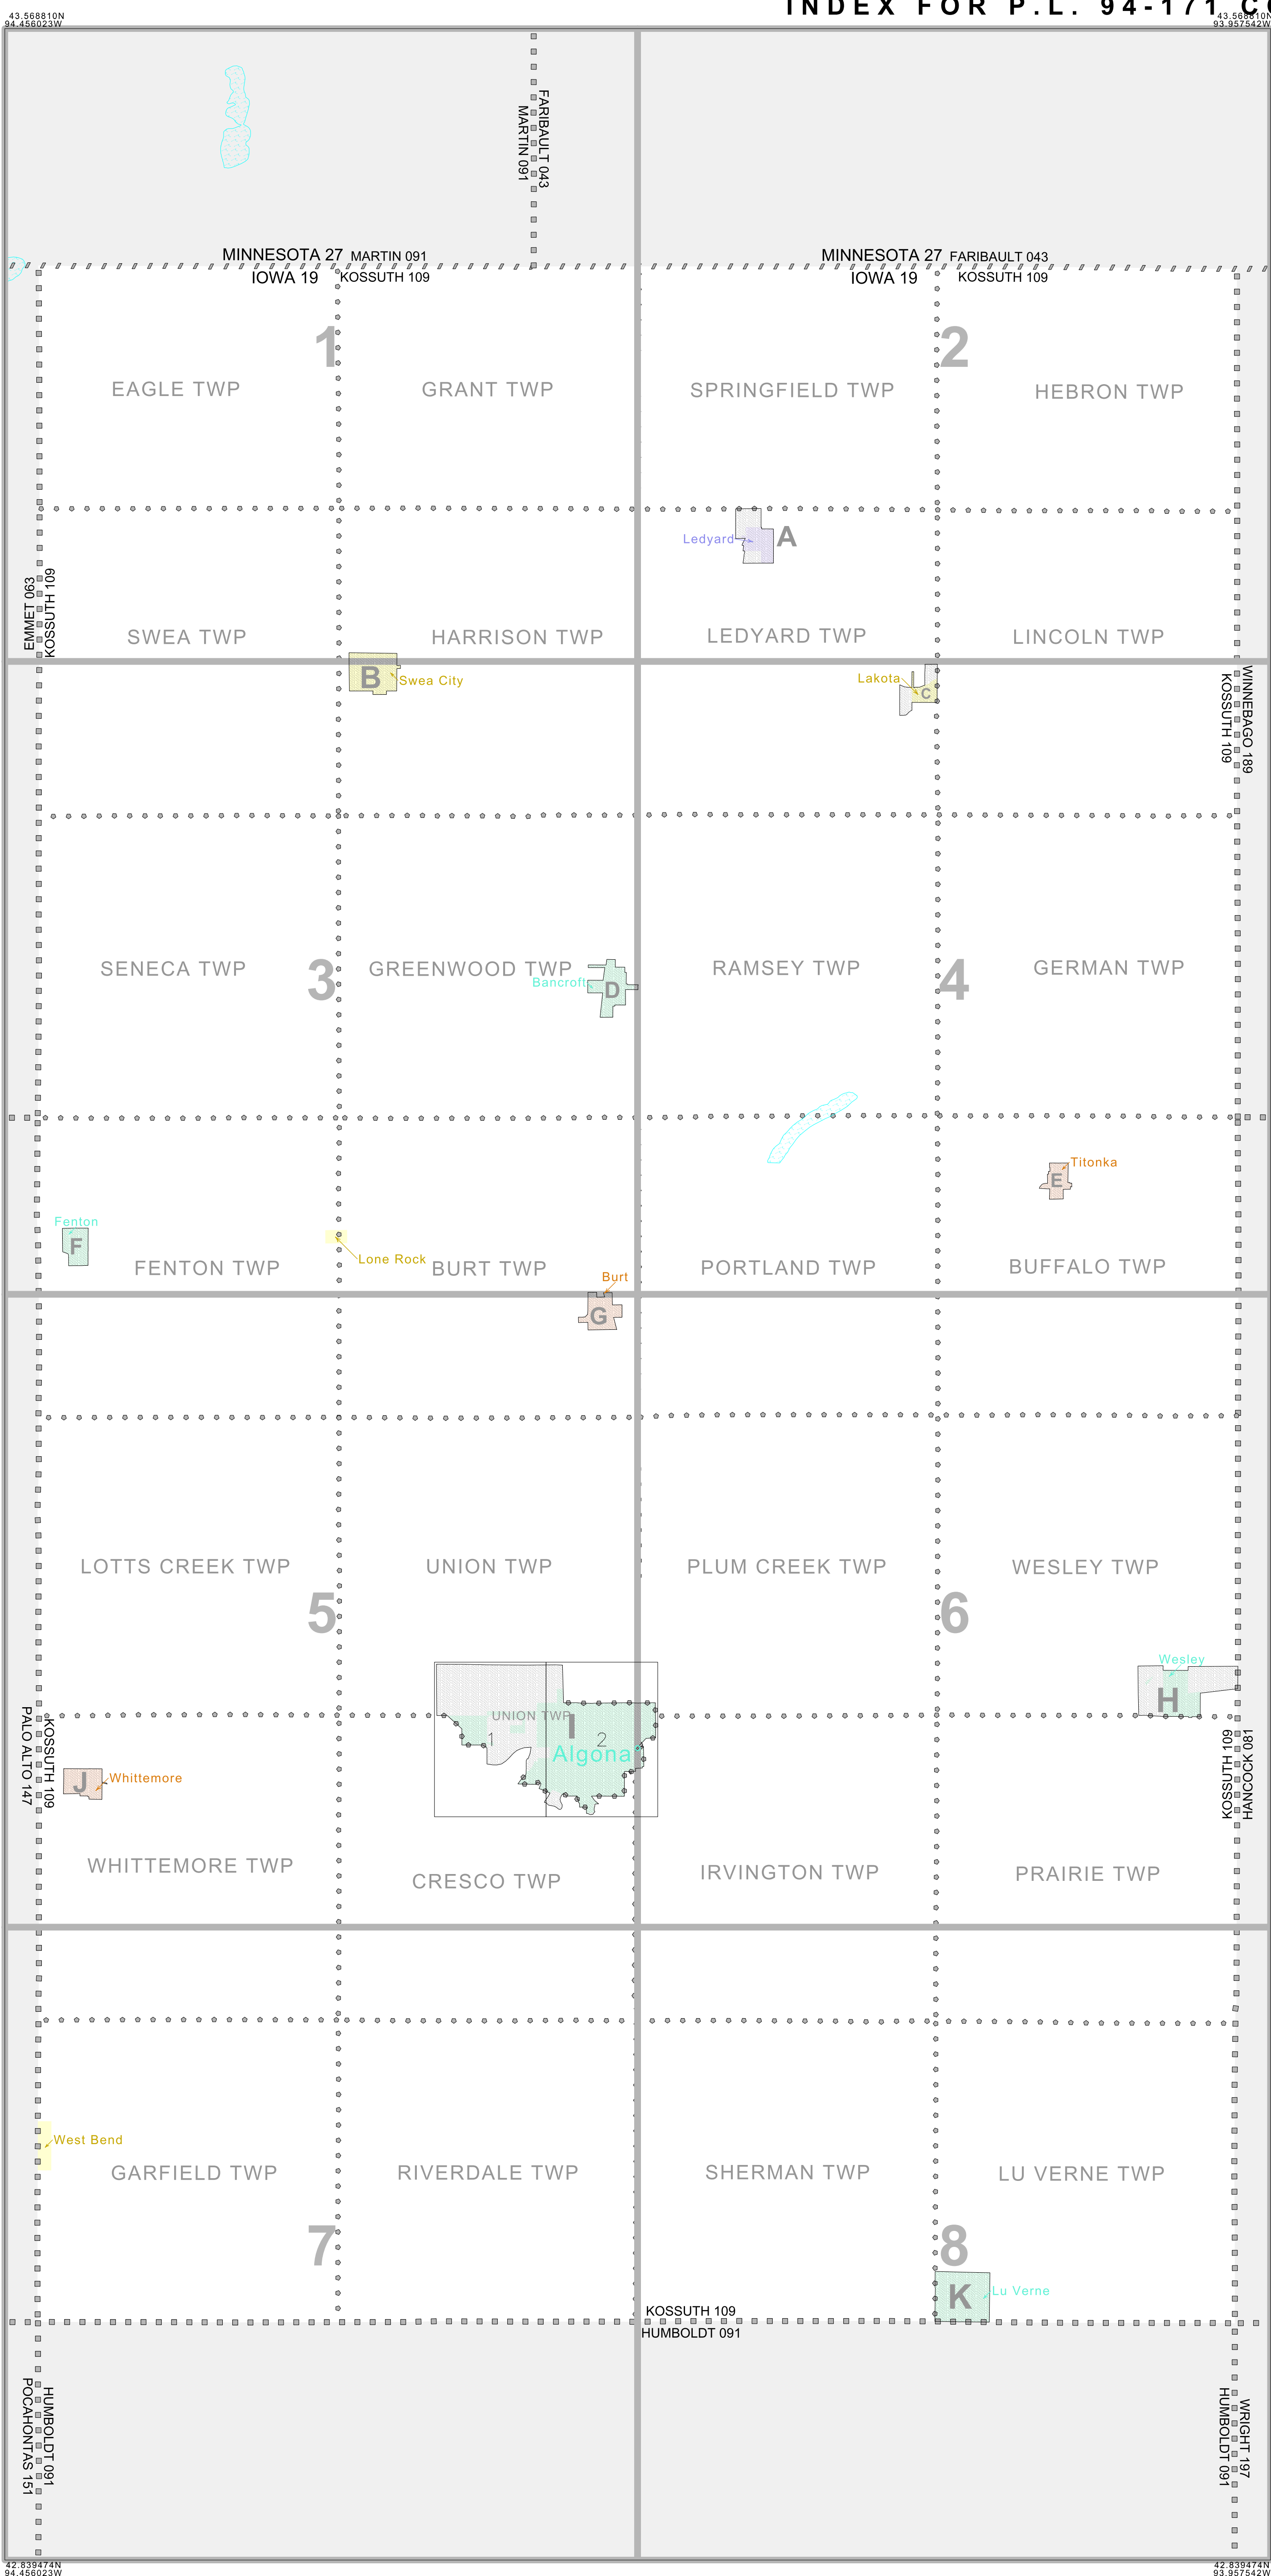 INDEX FOR P.L. 94-171 CO
43.568810N
94.456023W
43.568810N
93.957542W
FARIBAULT 043
MARTIN 091
MINNESOTA 27 MARTIN 091
IOWA 19 KOSSUTH 109
MINNESOTA 27 FARIBAULT 043
IOWA 19 KOSSUTH 109
1
2
EAGLE TWP
GRANT TWP
SPRINGFIELD TWP
HEBRON TWP
Ledyard
A
EMMET 063
KOSSUTH 109
SWEA TWP
HARRISON TWP
LEDYARD TWP
LINCOLN TWP
B
Swea City
Lakota
C
WINNEBAGO 189
KOSSUTH 109
SENECA TWP
3
GREENWOOD TWP
Bancroft
D
RAMSEY TWP
4
GERMAN TWP
Titonka
E
Fenton
F
FENTON TWP
Lone Rock
BURT TWP
PORTLAND TWP
BUFFALO TWP
Burt
G
LOTTS CREEK TWP
UNION TWP
PLUM CREEK TWP
WESLEY TWP
5
6
Wesley
H
UNION TWP
I
1
2
Algona
KOSSUTH 109
PALO ALTO 147
HANCOCK 081
KOSSUTH 109
J
Whittemore
WHITTEMORE TWP
CRESCO TWP
IRVINGTON TWP
PRAIRIE TWP
West Bend
GARFIELD TWP
RIVERDALE TWP
SHERMAN TWP
LU VERNE TWP
7
8
K
Lu Verne
KOSSUTH 109
HUMBOLDT 091
HUMBOLDT 091
POCAHONTAS 151
WRIGHT 197
HUMBOLDT 091
42.839474N
94.456023W
42.839474N
93.957542W